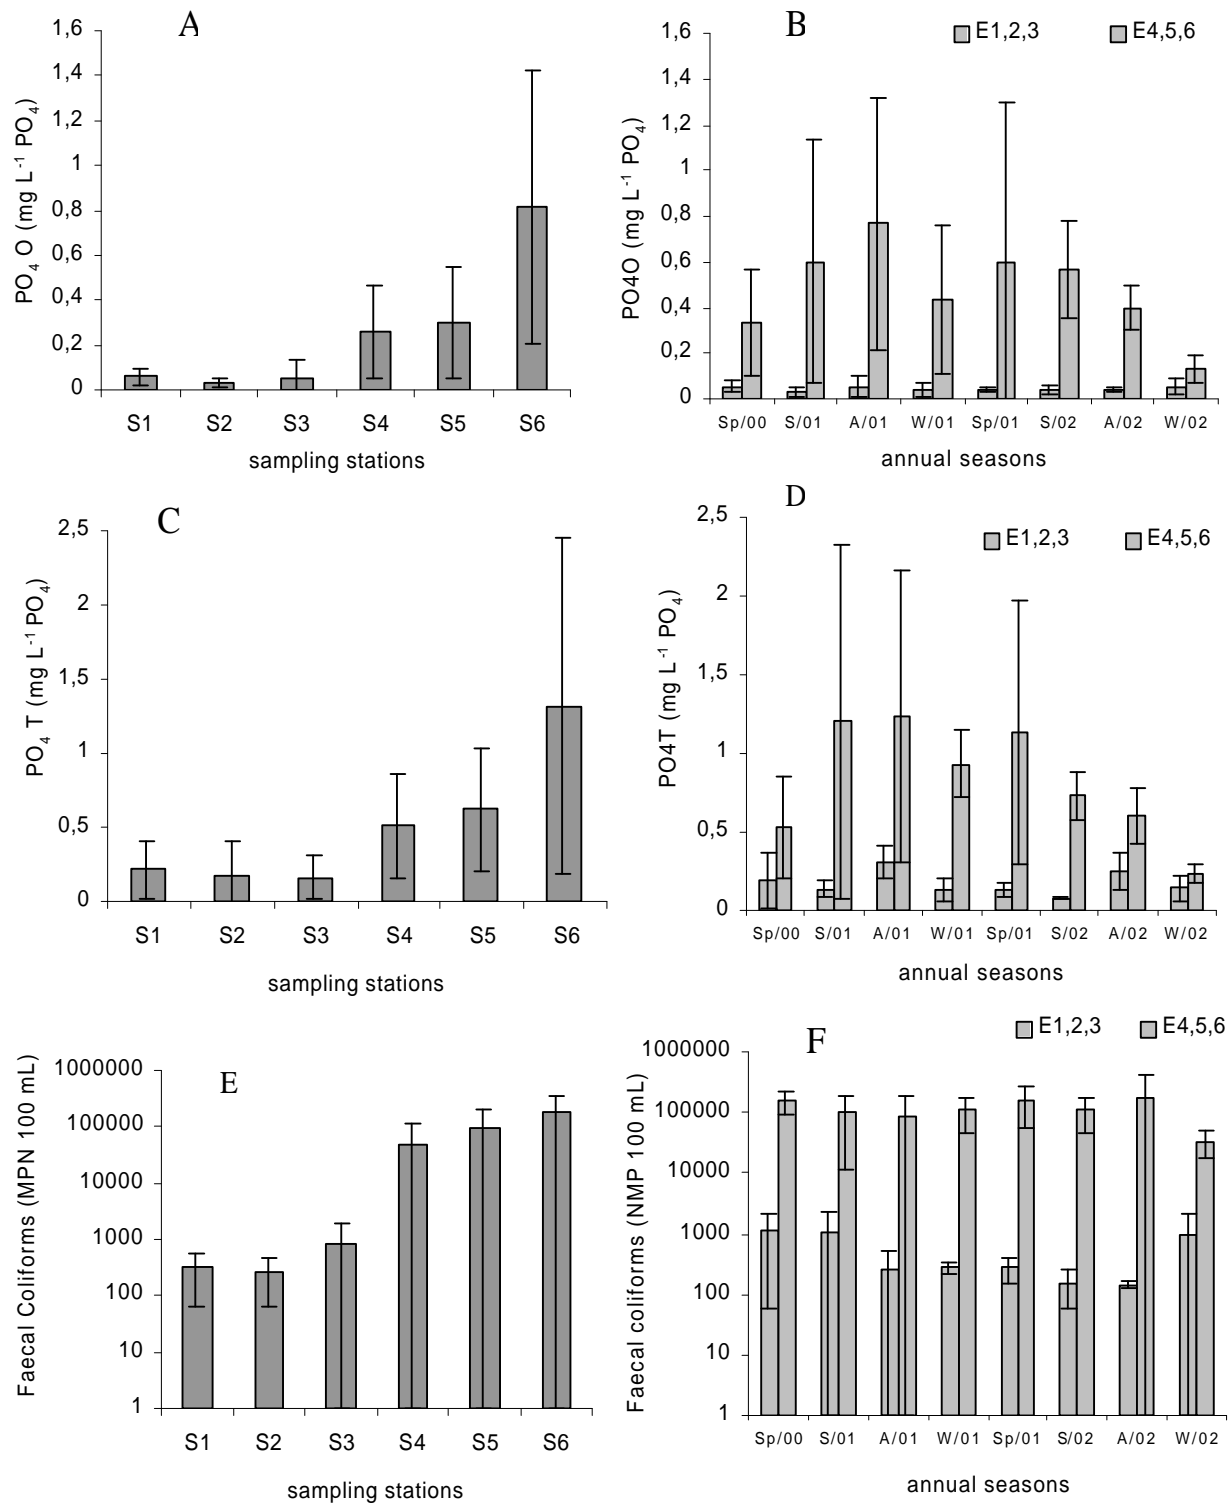 A
1,6
1,4
1,2
1
0,8
0,6
0,4
0,2
0
PO4 O (mg L-1 PO4)
S1 S2 S3 S4 S5 S6
sampling stations
B
E1,2,3 E4,5,6
1,6
1,4
1,2
1
0,8
0,6
0,4
0,2
0
PO4O (mg L-1 PO4)
Sp/00 S/01 A/01 W/01 Sp/01 S/02 A/02 W/02
annual seasons
C
2,5
2
1,5
1
0,5
0
PO4 T (mg L-1 PO4)
S1 S2 S3 S4 S5 S6
sampling stations
D
E1,2,3 E4,5,6
2,5
2
1,5
1
0,5
0
PO4T (mg L-1 PO4)
Sp/00 S/01 A/01 W/01 Sp/01 S/02 A/02 W/02
annual seasons
E
1000000
100000
10000
1000
100
10
1
Faecal Coliforms (MPN 100 mL)
S1 S2 S3 S4 S5 S6
sampling stations
F
E1,2,3 E4,5,6
1000000
100000
10000
1000
100
10
1
Faecal coliforms (NMP 100 mL)
Sp/00 S/01 A/01 W/01 Sp/01 S/02 A/02 W/02
annual seasons